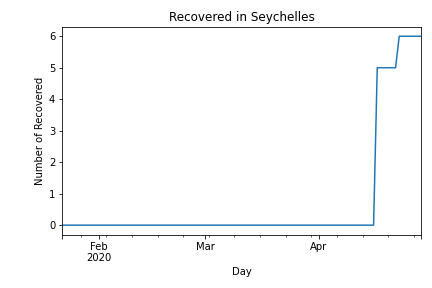 Recovered in Seychelles
6
5
4
3
2
1
0
Number of Recovered
Feb
2020
Mar
Apr
Day